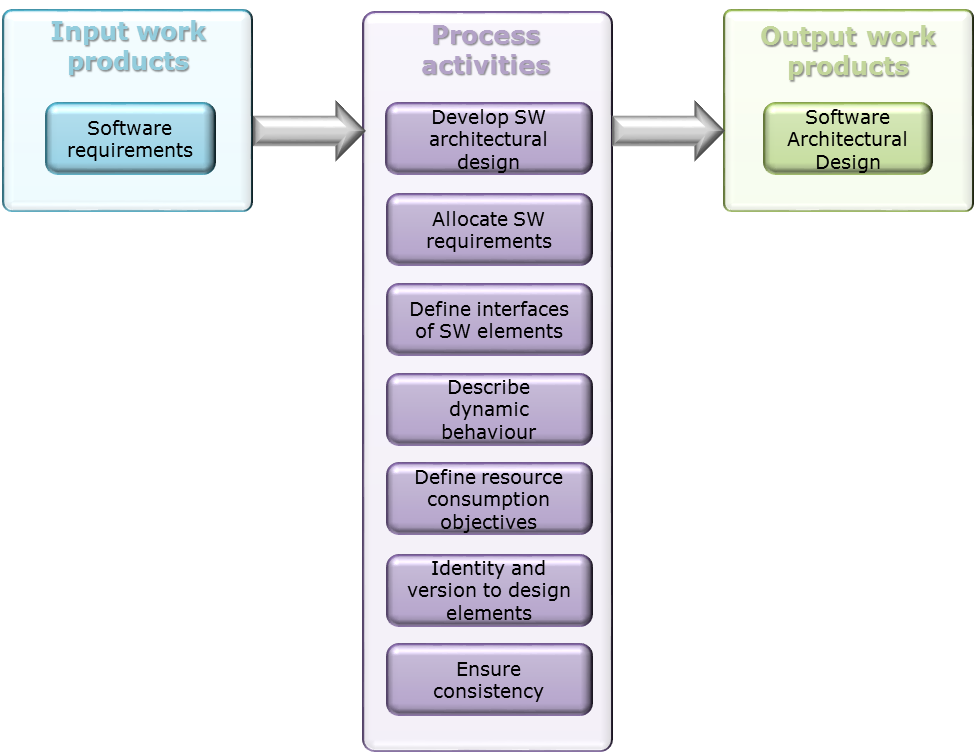 Input work
products
Software
requirements
Process
activities
Develop SW
architectural
design
Allocate SW
requirements
Define interfaces
of SW elements
Describe
dynamic
behaviour
Define resource
consumption
objectives
Identity and
version to design
elements
Ensure
consistency
Output work
products
Software
Architectural
Design